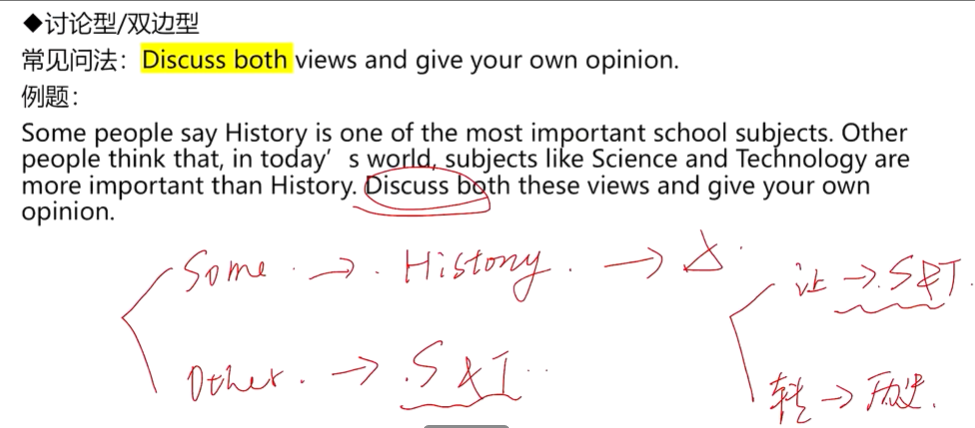 ◆讨论型/双边型
常见问法：Discuss both views and give your own opinion.
例题：
Some people say History is one of the most important school subjects. Other
people think that, in today’s world, subjects like Science and Technology are
more important than History. Discuss both these views and give your own
opinion.
Some. → . History. →
让 → S&T.
Other. → . S&T..
转 → 历史.